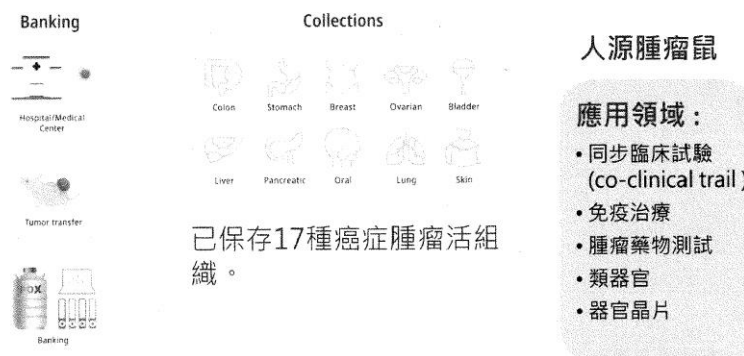 Banking
Hospital/Medical
Center
Tumor transfer
PDX
Banking
Collections
Colon Stomach Breast Ovarian Bladder
Liver Pancreatic Oral Lung Skin
已保存17種癌症腫瘤活組
織。
人源腫瘤鼠
應用領域：
• 同步臨床試驗
(co-clinical trail )
• 免疫治療
• 腫瘤藥物測試
• 類器官
• 器官晶片